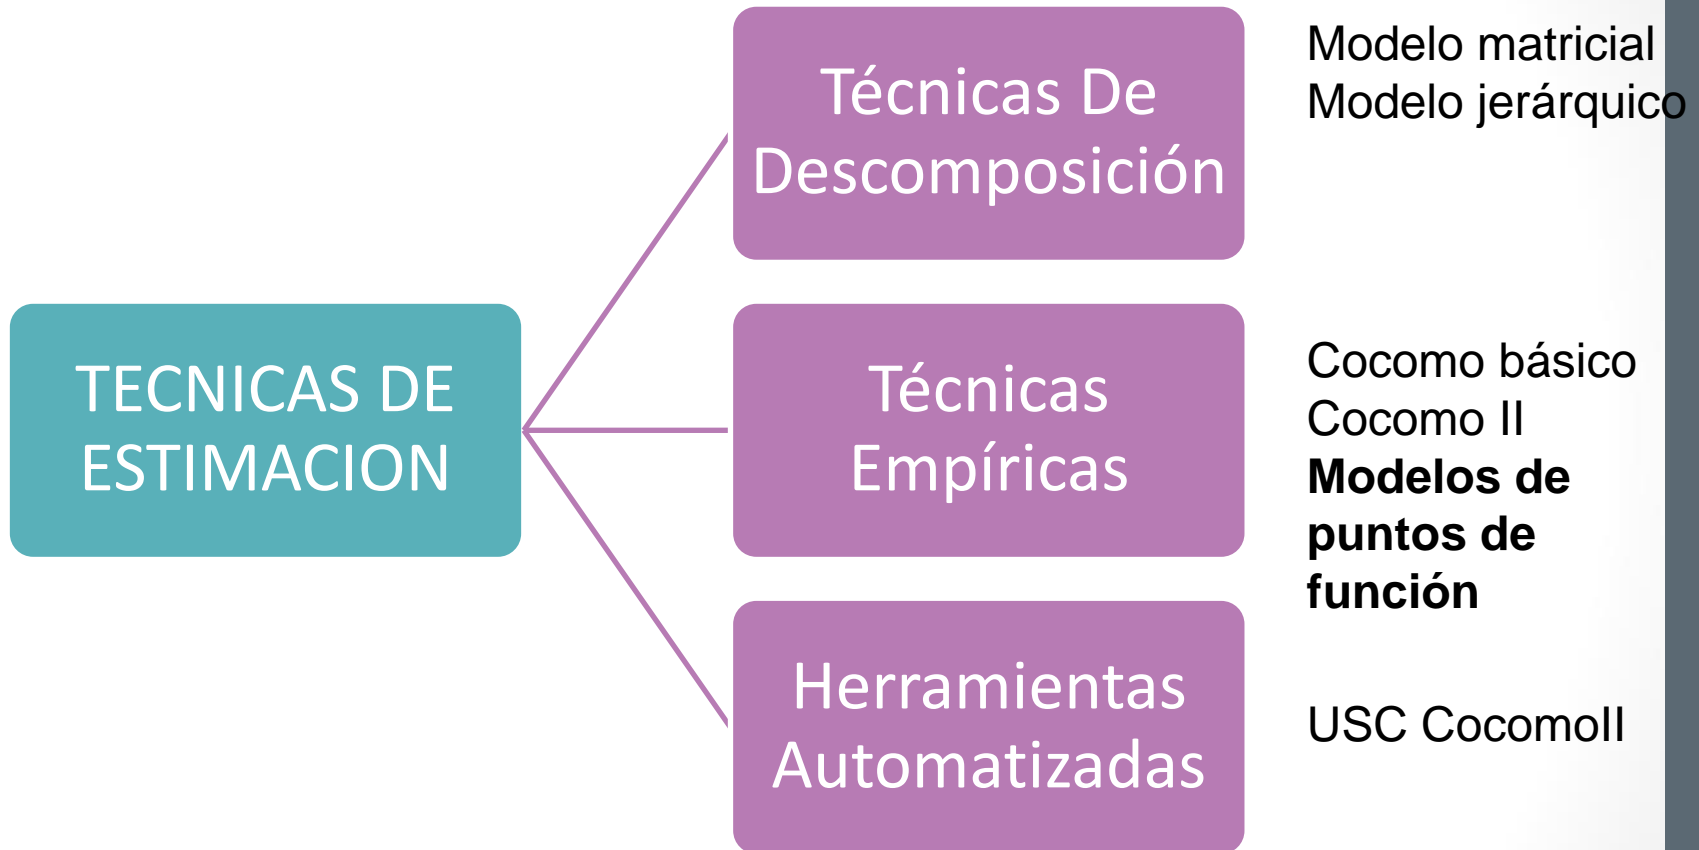 TECNICAS DE
ESTIMACION
Técnicas De
Descomposición
Modelo matricial
Modelo jerárquico
Técnicas
Empíricas
Cocomo básico
Cocomo II
Modelos de
puntos de
función
Herramientas
Automatizadas
USC CocomoII